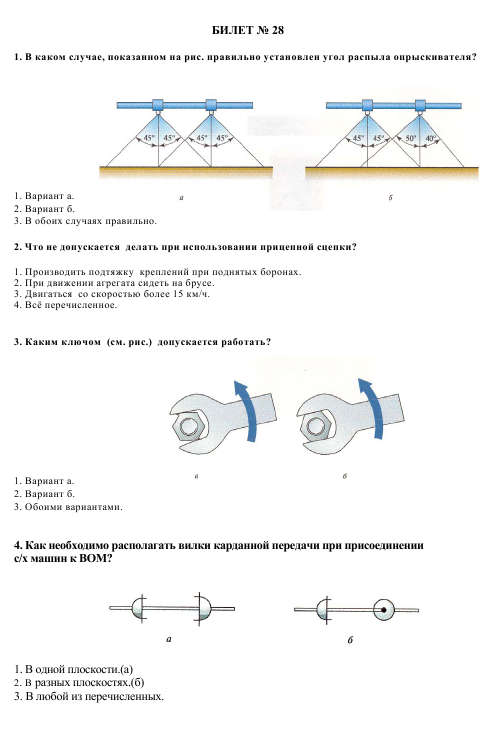 БИЛЕТ № 28
1. В каком случае, показанном на рис. правильно установлен угол распыла опрыскивателя?
45° 45° 45° 45° 45° 45° 50° 40°
1. Вариант а.
а б
2. Вариант б.
3. В обоих случаях правильно.
2. Что не допускается делать при использовании прицепной сцепки?
1. Производить подтяжку креплений при поднятых боронах.
2. При движении агрегата сидеть на брусе.
3. Двигаться со скоростью более 15 км/ч.
4. Всё перечисленное.
3. Каким ключом (см. рис.) допускается работать?
а б
1. Вариант а.
2. Вариант б.
3. Обоими вариантами.
4. Как необходимо располагать вилки карданной передачи при присоединении
с/х машин к ВОМ?
а б
1. В одной плоскости.(а)
2. В разных плоскостях.(б)
3. В любой из перечисленных.